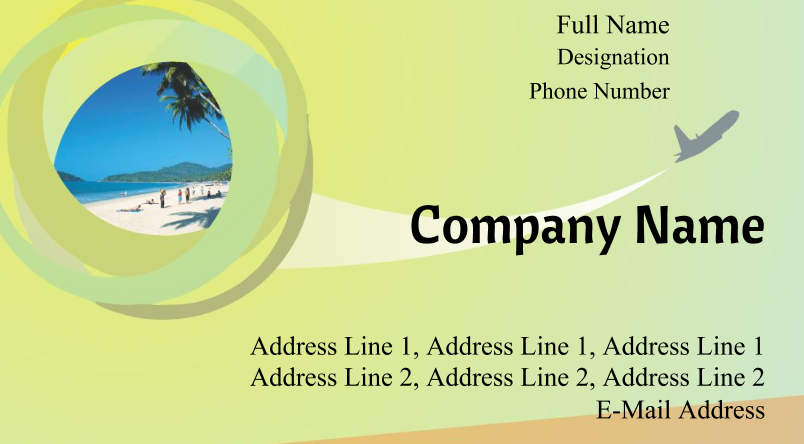 Full Name
Designation
Phone Number
Company Name
Address Line 1, Address Line 1, Address Line 1
Address Line 2, Address Line 2, Address Line 2
E-Mail Address